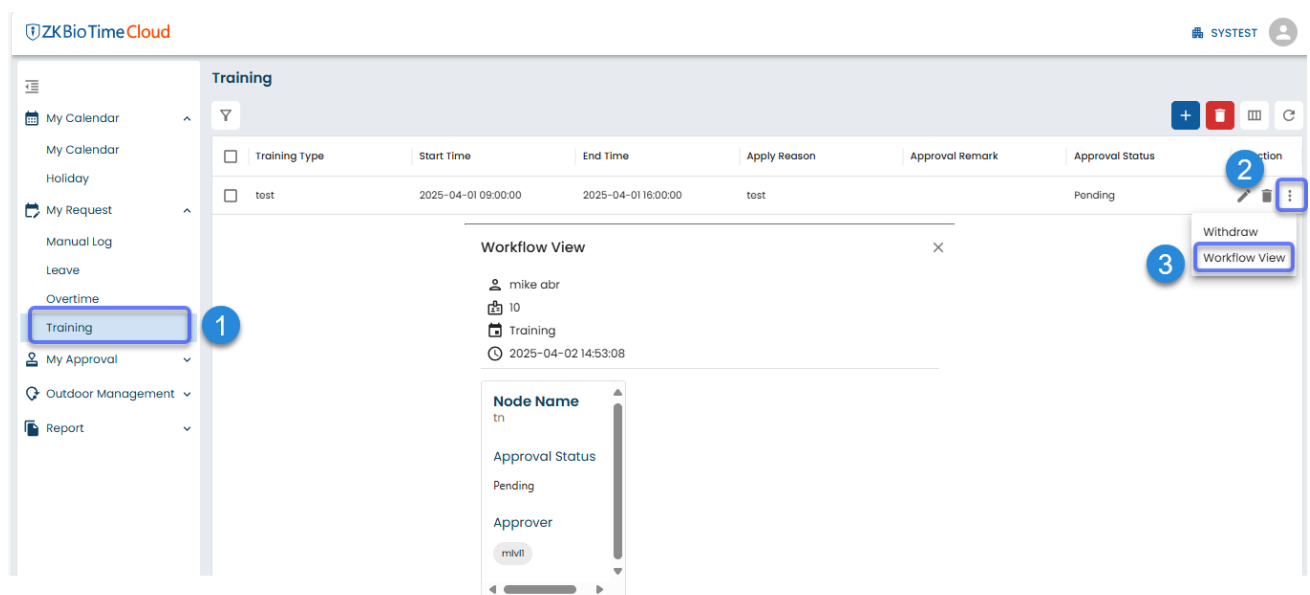 ZKBioTime Cloud
SYSTEST
Training
My Calendar
My Calendar
Holiday
My Request
Manual Log
Leave
Overtime
Training
1
My Approval
Outdoor Management
Report
Training Type Start Time End Time Apply Reason Approval Remark Approval Status ction
2
test 2025-04-01 09:00:00 2025-04-01 16:00:00 test Pending
Withdraw
Workflow View
3
Workflow View
mike abr
10
Training
2025-04-02 14:53:08
Node Name
tn
Approval Status
Pending
Approver